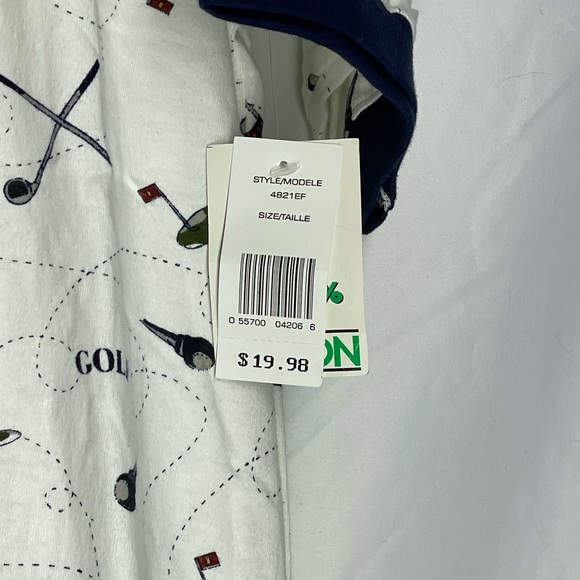 STYLE/MODELE
4821EF
SIZE/TAILLE
0 55700 04206 6
$19.98
%
ON
GOL